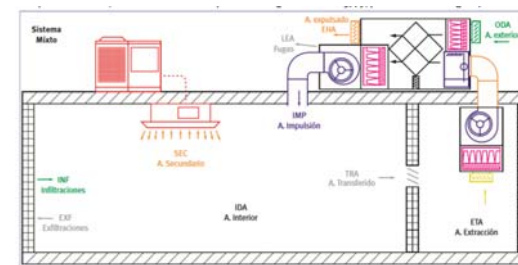 Sistema
Mixto
A. expulsado
EHA
ODA
A. exterior
LEA
Fugas
IMP
A. Impulsión
SEC
A. Secundario
INF
Infiltraciones
TRA
A. Transferido
EXF
Exfiltraciones
IDA
A. Interior
ETA
A. Extracción